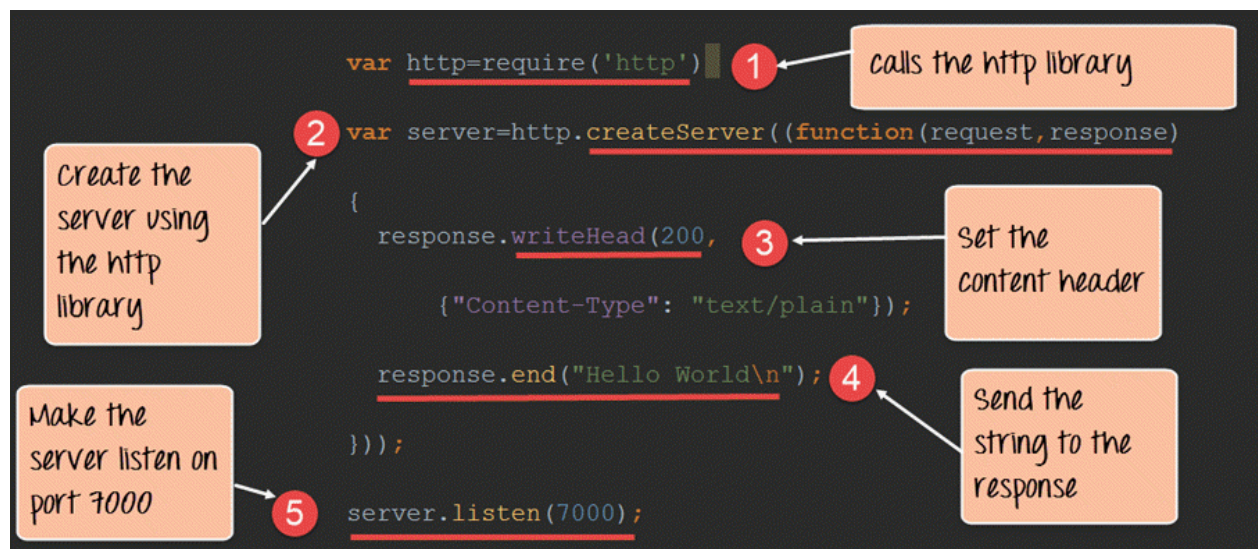 var http=require('http')
1
calls the http library
2
var server=http.createServer((function(request,response)
Create the
server using
the http
library
{
response.writeHead(200,
3
Set the
content header
{"Content-Type": "text/plain"});
response.end("Hello World\n");
4
Send the
string to the
response
}));
Make the
server listen on
port 7000
5
server.listen(7000);